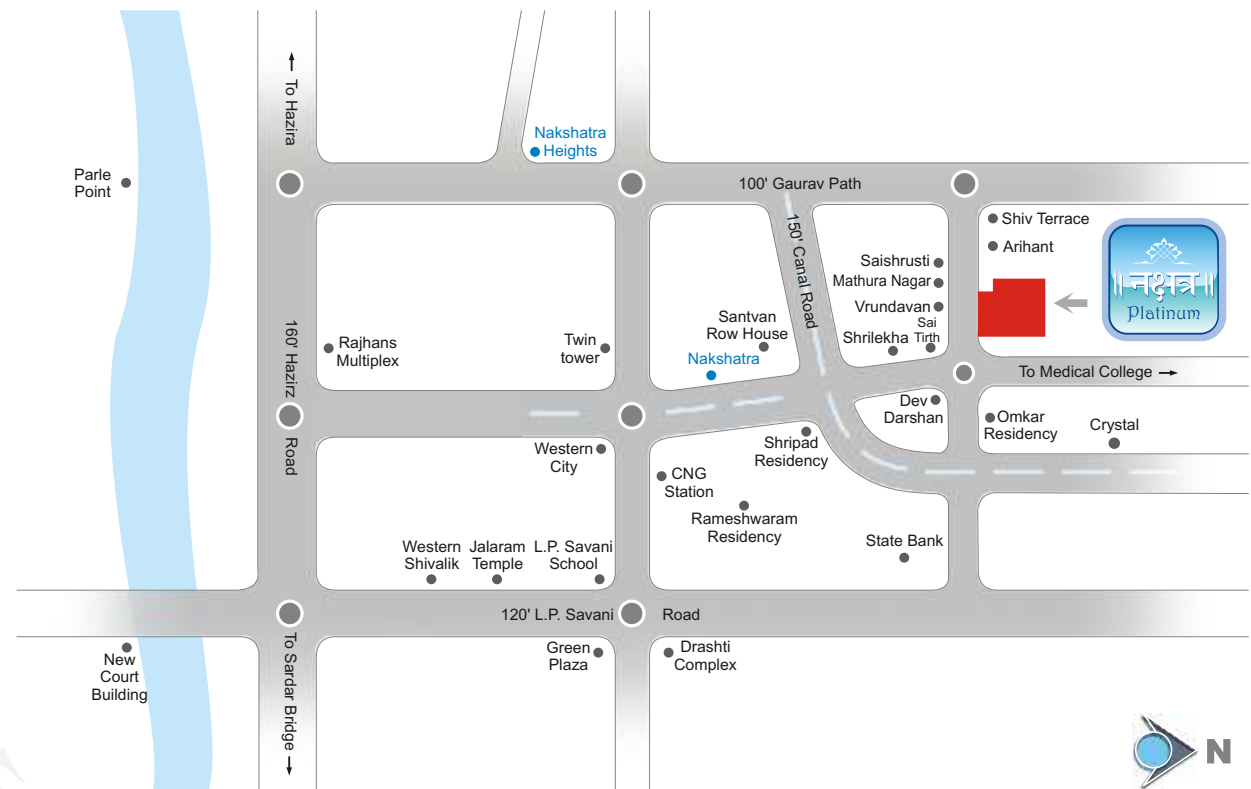 To Hazira
Nakshatra
Heights
Parle
Point
100' Gaurav Path
Shiv Terrace
Arihant
150' Canal Road
Saishrusti
Mathura Nagar
Vrundavan
Sai
Tirth
Shrilekha
॥ नक्षत्र ॥
Platinum
160' Hazirz
Road
Rajhans
Multiplex
Twin
tower
Santvan
Row House
Nakshatra
To Medical College
Dev
Darshan
Omkar
Residency
Crystal
Western
City
Shripad
Residency
CNG
Station
Rameshwaram
Residency
State Bank
Western
Shivalik
Jalaram
Temple
L.P. Savani
School
120' L.P. Savani
Road
New
Court
Building
To Sardar Bridge
Green
Plaza
Drashti
Complex
N